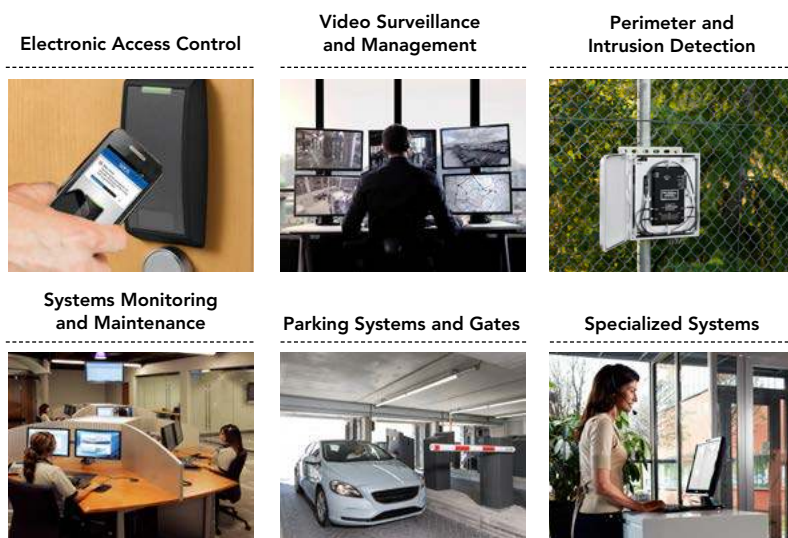 Electronic Access Control
Video Surveillance
and Management
Perimeter and
Intrusion Detection
Systems Monitoring
and Maintenance
Parking Systems and Gates
Specialized Systems